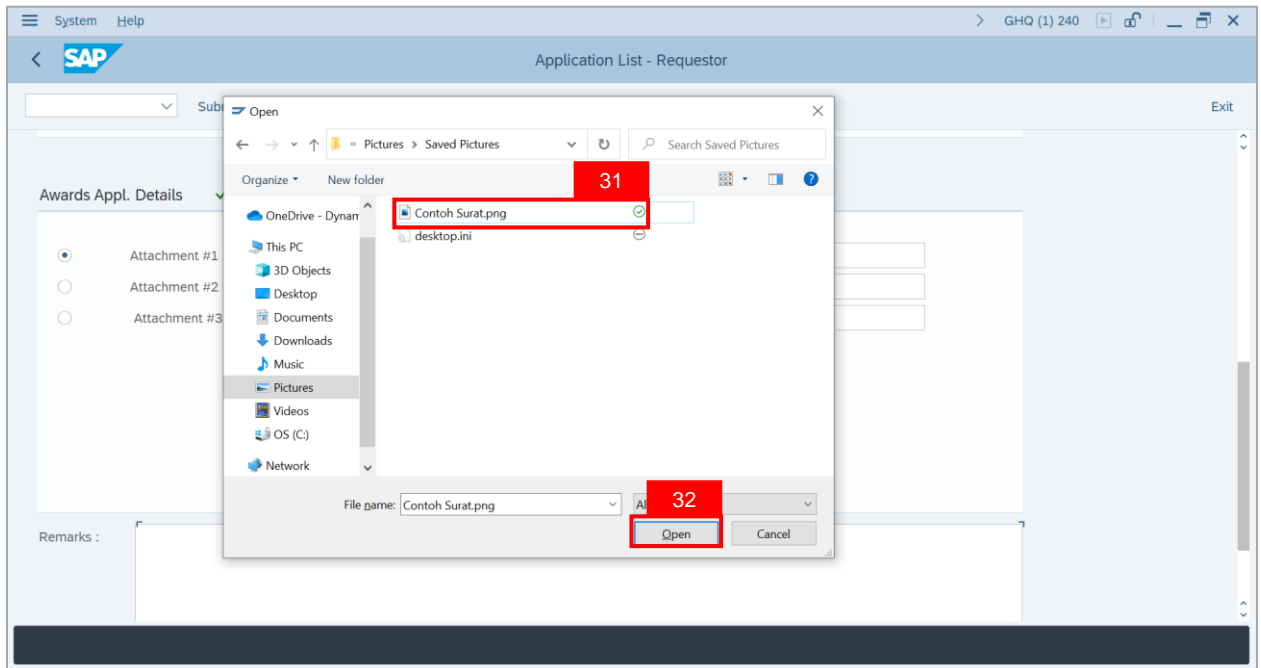 System Help GHQ (1) 240
SAP Application List - Requestor
Exit
Open
Pictures > Saved Pictures Search Saved Pictures
Organize New folder 31
Awards Appl. Details
OneDrive - Dynam Contoh Surat.png
desktop.ini
This PC
Attachment #1
3D Objects
Attachment #2 Desktop
Attachment #3 Documents
Downloads
Music
Pictures
Videos
OS (C:)
Network
File name: Contoh Surat.png 32
Open Cancel
Remarks :